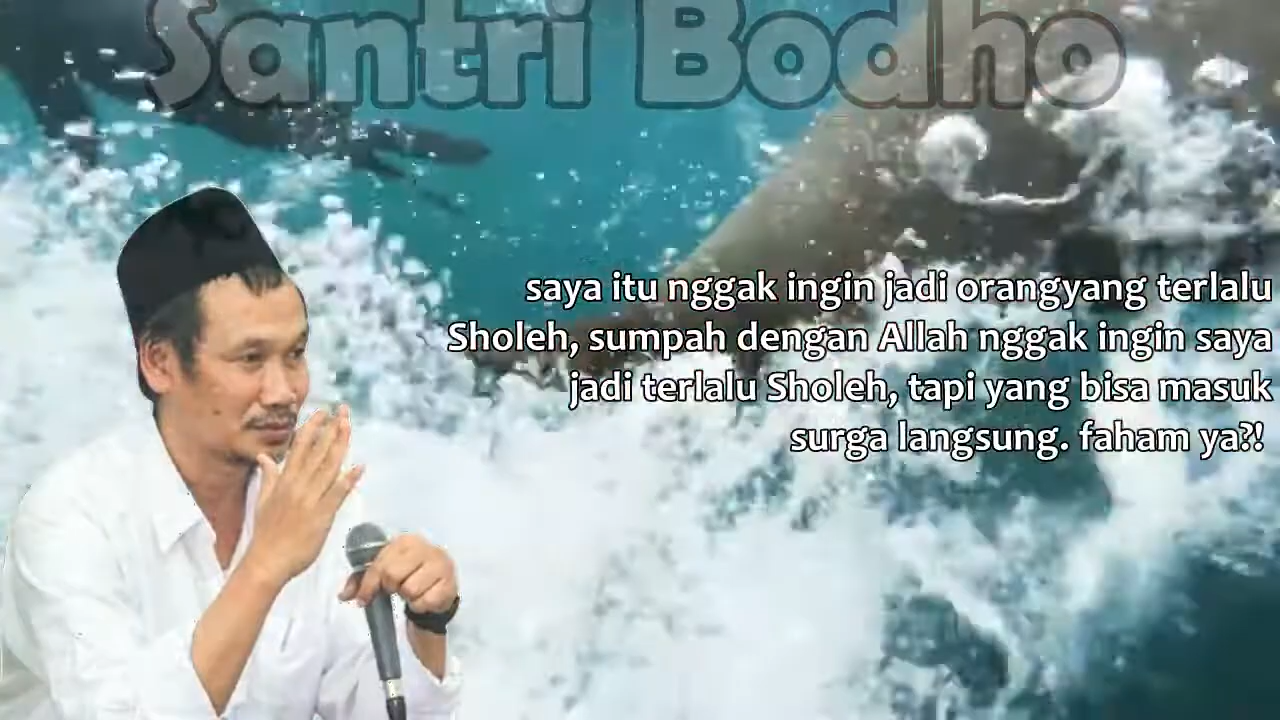 Santri Bodho
saya itu nggak ingin jadi orangyang terlalu
Sholeh, sumpah dengan Allah nggak ingin saya
jadi terlalu Sholeh, tapi yang bisa masuk
surga langsung. faham ya?!